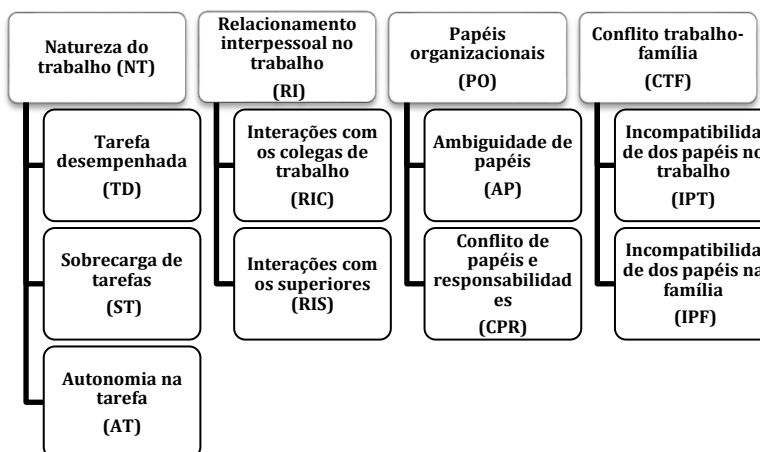 Natureza do
trabalho (NT)
Tarefa
desempenhada
(TD)
Sobrecarga de
tarefas
(ST)
Autonomia na
tarefa
(AT)
Relacionamento
interpessoal no
trabalho
(RI)
Interações com
os colegas de
trabalho
(RIC)
Interações com
os superiores
(RIS)
Papéis
organizacionais
(PO)
Ambiguidade de
papéis
(AP)
Conflito de
papéis e
responsabilidad
es
(CPR)
Conflito trabalho-
família
(CTF)
Incompatibilida
de dos papéis no
trabalho
(IPT)
Incompatibilida
de dos papéis na
família
(IPF)